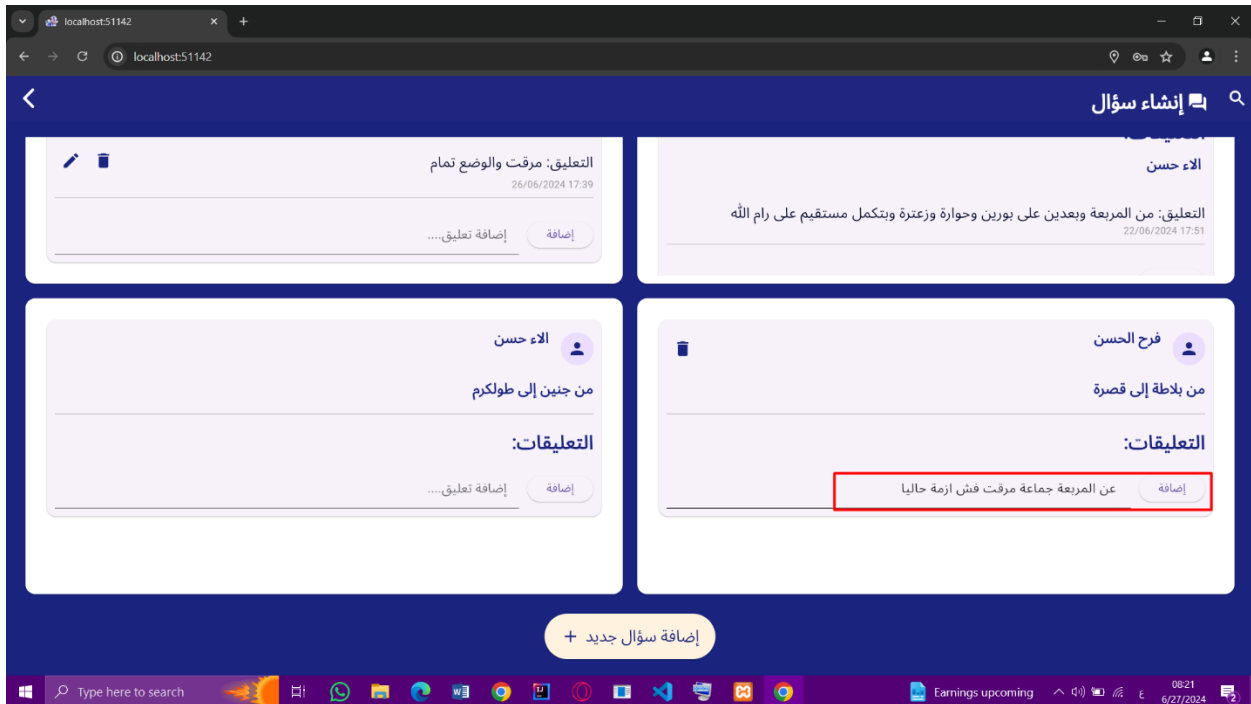 localhost:51142
localhost:51142
إنشاء سؤال
الاء حسن
التعليق: من المربعة وبعدين على بورين وحوارة وزعترة وبتكمل مستقيم على رام الله
22/06/2024 17:51
التعليق: مرقت والوضع تمام
26/06/2024 17:39
إضافة
إضافة تعليق....
فرح الحسن
من بلاطة إلى قصرة
التعليقات:
إضافة
عن المربعة جماعة مرقت فش ازمة حاليا
الاء حسن
من جنين إلى طولكرم
التعليقات:
إضافة
إضافة تعليق....
إضافة سؤال جديد +
Type here to search
Earnings upcoming
ع
08:21
6/27/2024
2